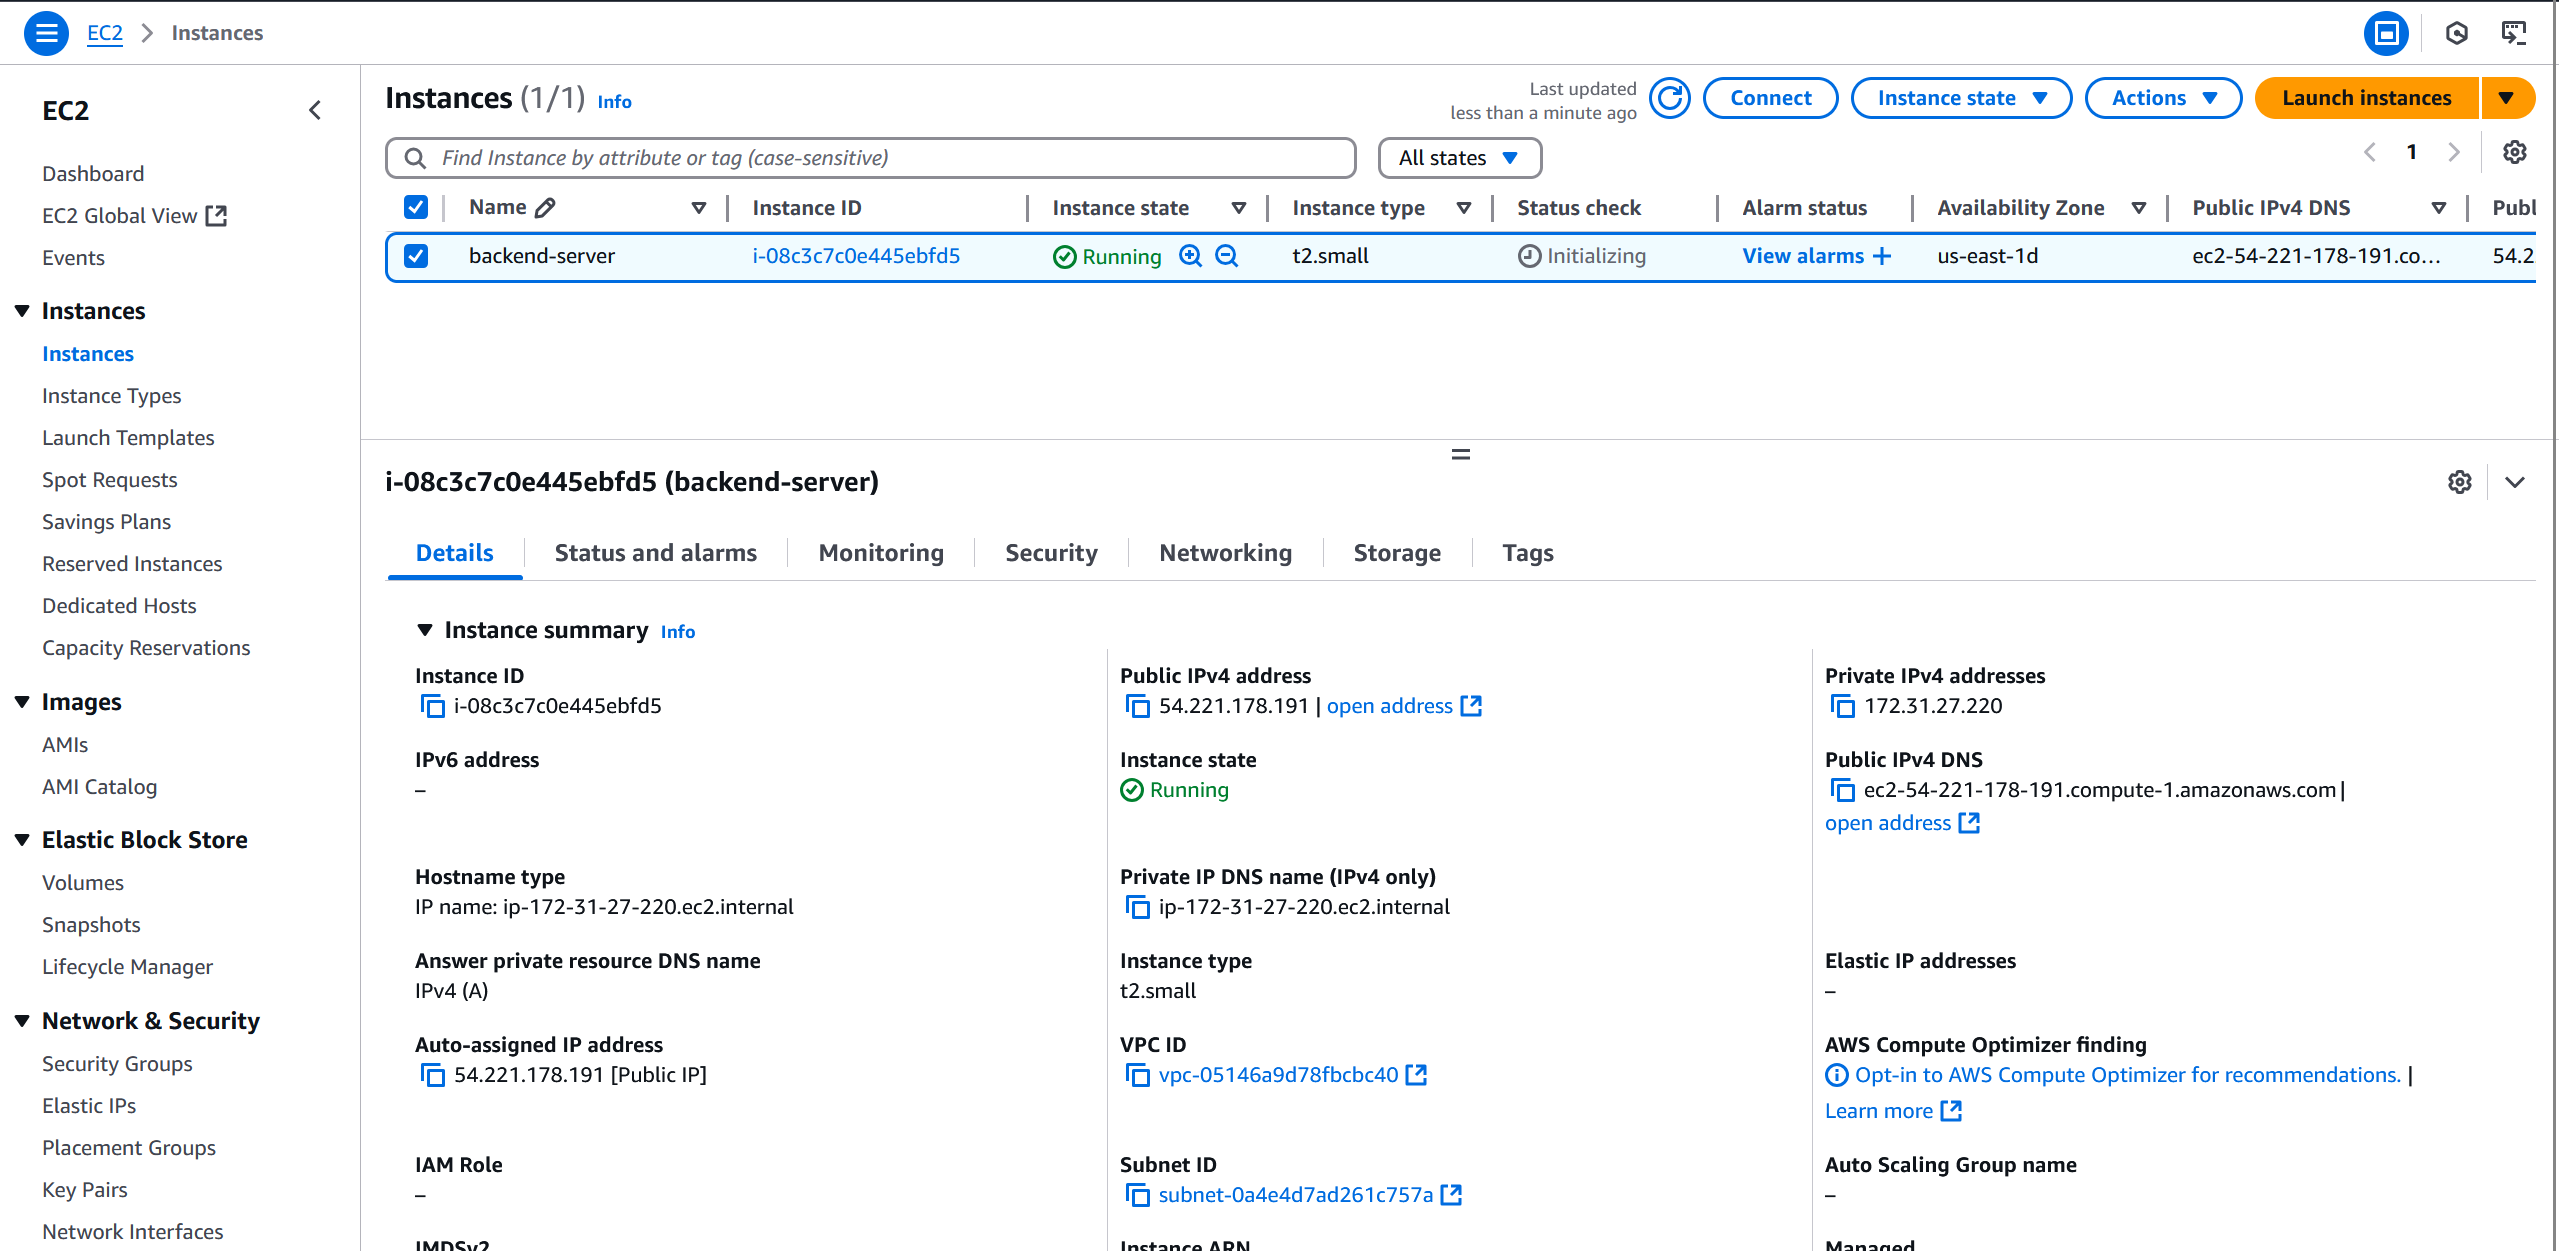 EC2 > Instances
EC2
Dashboard
EC2 Global View
Events
Instances
Instances
Instance Types
Launch Templates
Spot Requests
Savings Plans
Reserved Instances
Dedicated Hosts
Capacity Reservations
Images
AMIs
AMI Catalog
Elastic Block Store
Volumes
Snapshots
Lifecycle Manager
Network & Security
Security Groups
Elastic IPs
Placement Groups
Key Pairs
Network Interfaces
Instances (1/1) Info
Last updated
less than a minute ago
Connect
Instance state
Actions
Launch instances
Find Instance by attribute or tag (case-sensitive)
All states
1
Name Instance ID Instance state Instance type Status check Alarm status Availability Zone Public IPv4 DNS Publ
backend-server i-08c3c7c0e445ebfd5 Running t2.small Initializing View alarms + us-east-1d ec2-54-221-178-191.co... 54.2
i-08c3c7c0e445ebfd5 (backend-server)
Details Status and alarms Monitoring Security Networking Storage Tags
Instance summary Info
Instance ID
i-08c3c7c0e445ebfd5
Public IPv4 address
54.221.178.191 | open address
Private IPv4 addresses
172.31.27.220
IPv6 address
–
Instance state
Running
Public IPv4 DNS
ec2-54-221-178-191.compute-1.amazonaws.com |
open address
Hostname type
IP name: ip-172-31-27-220.ec2.internal
Private IP DNS name (IPv4 only)
ip-172-31-27-220.ec2.internal
Answer private resource DNS name
IPv4 (A)
Instance type
t2.small
Elastic IP addresses
–
Auto-assigned IP address
54.221.178.191 [Public IP]
VPC ID
vpc-05146a9d78fbcbc40
AWS Compute Optimizer finding
Opt-in to AWS Compute Optimizer for recommendations. |
Learn more
IAM Role
–
Subnet ID
subnet-0a4e4d7ad261c757a
Auto Scaling Group name
–
IMDSv2
Instance ARN
Managed